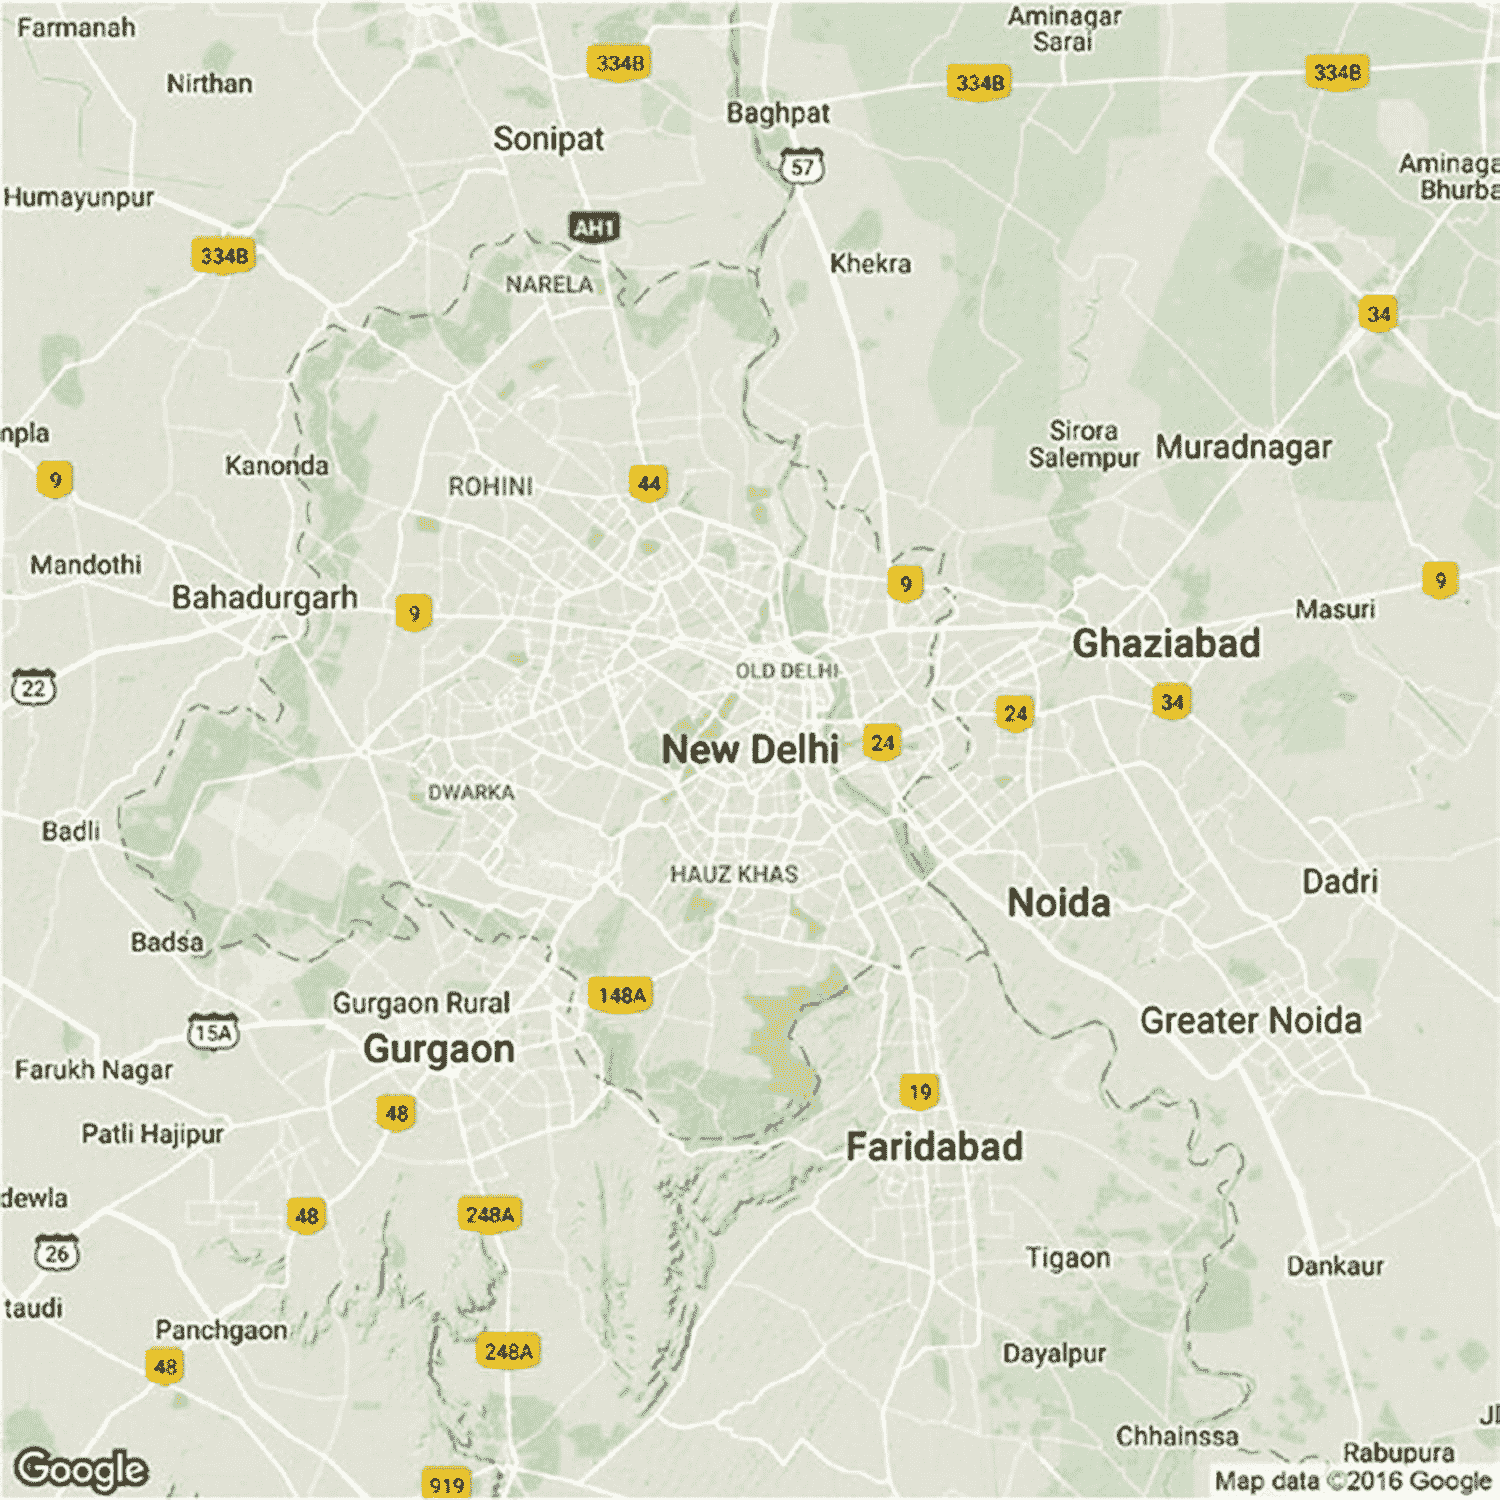 Farmanah
Aminagar
Sarai
334B
334B
334B
Nirthan
Baghpat
Sonipat
57
Aminaga
Bhurba
Humayunpur
AH1
334B
Khekra
NARELA
34
npla
Sirora
Salempur
Muradnagar
Kanonda
9
ROHINI
44
Mandothi
9
9
Bahadurgarh
9
Masuri
Ghaziabad
OLD DELHI
22
34
24
24
New Delhi
DWARKA
Badli
HAUZ KHAS
Dadri
Noida
Badsa
148A
Gurgaon Rural
15A
Greater Noida
Gurgaon
Farukh Nagar
19
48
Patli Hajipur
Faridabad
dewla
48
248A
26
Tigaon
Dankaur
taudi
Panchgaon
248A
Dayalpur
48
JI
Chhainssa
Rabupura
Google
919
Map data ©2016 Google